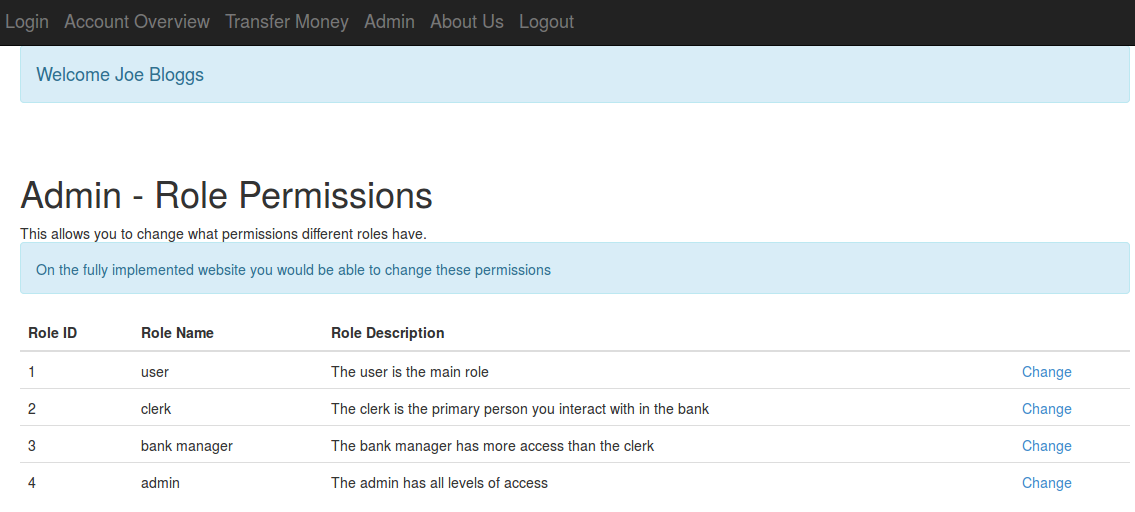 Login Account Overview Transfer Money Admin About Us Logout
Welcome Joe Bloggs
Admin - Role Permissions
This allows you to change what permissions different roles have.
On the fully implemented website you would be able to change these permissions
Role ID Role Name Role Description
1 user The user is the main role Change
2 clerk The clerk is the primary person you interact with in the bank Change
3 bank manager The bank manager has more access than the clerk Change
4 admin The admin has all levels of access Change